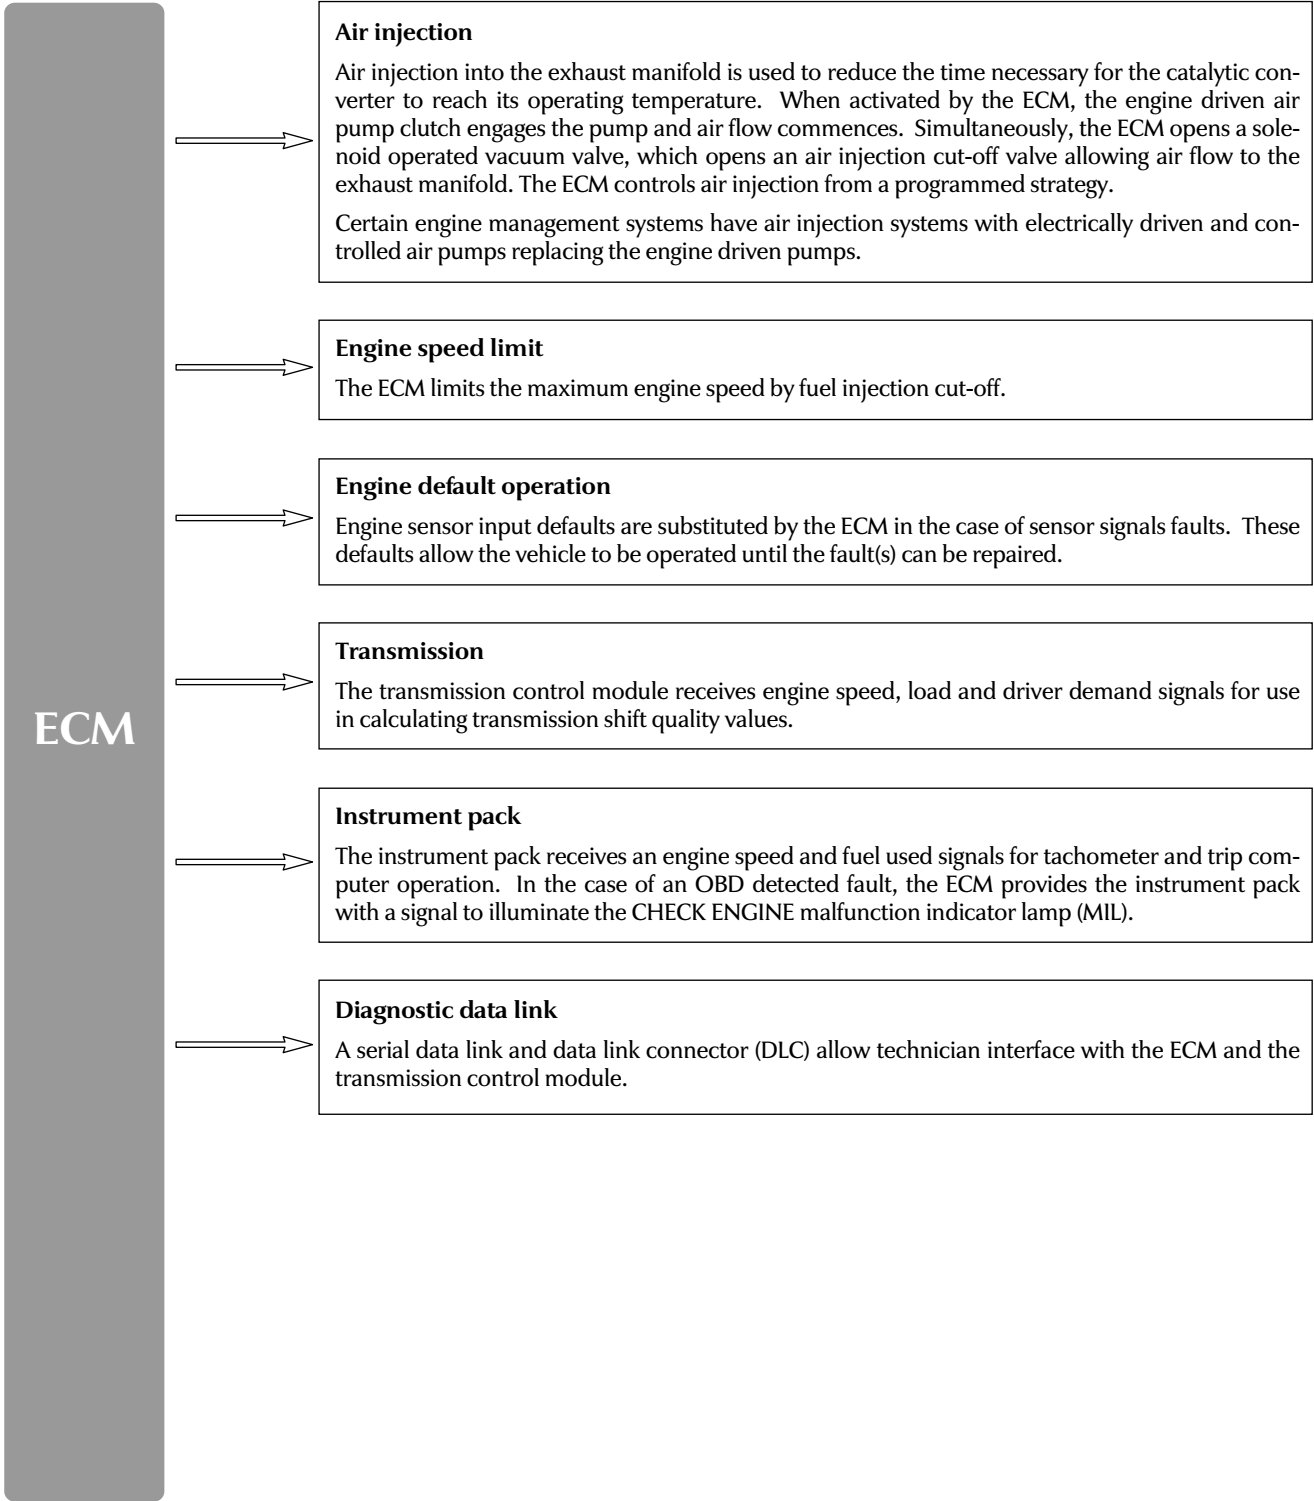 Air injection
Air injection into the exhaust manifold is used to reduce the time necessary for the catalytic con-
verter to reach its operating temperature.  When activated by the ECM, the engine driven air
pump clutch engages the pump and air flow commences.  Simultaneously, the ECM opens a sole-
noid operated vacuum valve, which opens an air injection cut-off valve allowing air flow to the
exhaust manifold. The ECM controls air injection from a programmed strategy.
Certain engine management systems have air injection systems with electrically driven and con-
trolled air pumps replacing the engine driven pumps.
Engine speed limit
The ECM limits the maximum engine speed by fuel injection cut-off.
Engine default operation
Engine sensor input defaults are substituted by the ECM in the case of sensor signals faults.  These
defaults allow the vehicle to be operated until the fault(s) can be repaired.
Transmission
The transmission control module receives engine speed, load and driver demand signals for use
in calculating transmission shift quality values.
ECM
Instrument pack
The instrument pack receives an engine speed and fuel used signals for tachometer and trip com-
puter operation.  In the case of an OBD detected fault, the ECM provides the instrument pack
with a signal to illuminate the CHECK ENGINE malfunction indicator lamp (MIL).
Diagnostic data link
A serial data link and data link connector (DLC) allow technician interface with the ECM and the
transmission control module.